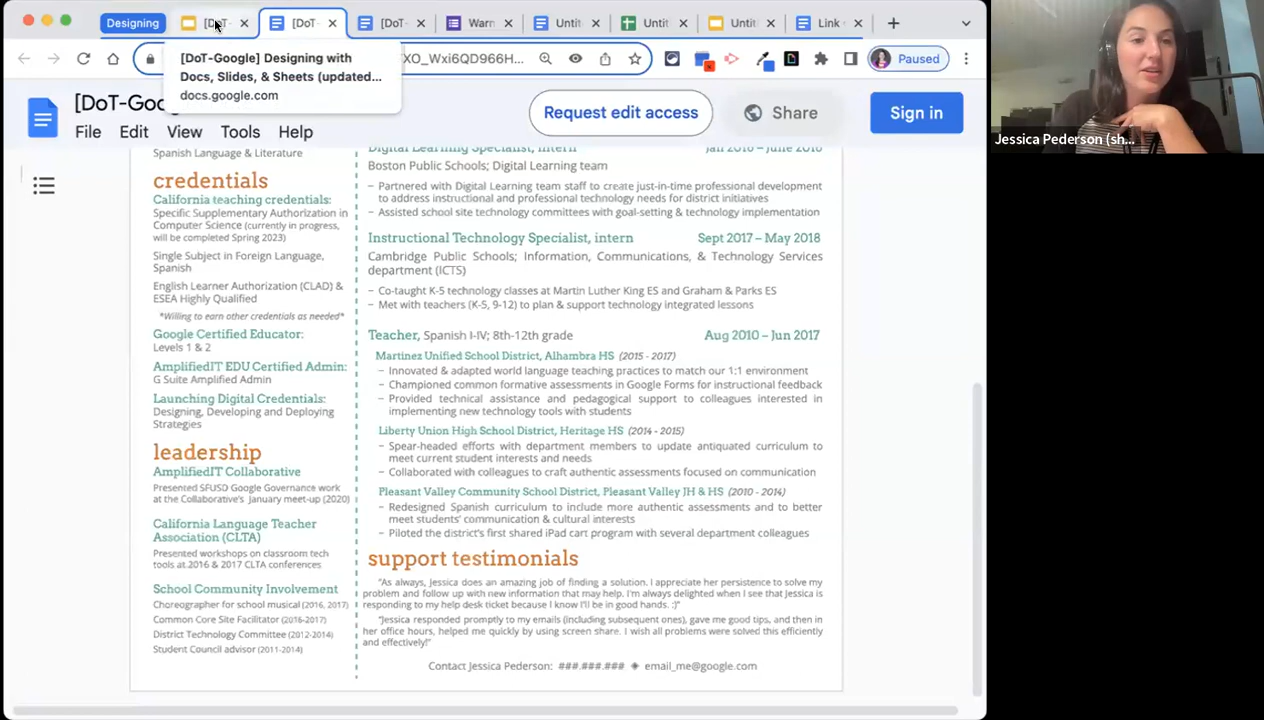 Designing
[DoT-
[DoT-
[DoT-
Warn
Untit
Untit
Untit
Link -
XO_Wxi6QD966H...
Paused
[DoT-Google] Designing with
Docs, Slides, & Sheets (updated...
docs.google.com
[DoT-Goo
Request edit access
Share
Sign in
File Edit View Tools Help
Jessica Pederson (sh...
Spanish Language & Literature
credentials
California teaching credentials:
Specific Supplementary Authorization in
Computer Science (currently in progress,
will be completed Spring 2023)
Single Subject in Foreign Language,
Spanish
English Learner Authorization (CLAD) &
ESEA Highly Qualified
*Willing to earn other credentials as needed*
Google Certified Educator:
Levels 1 & 2
AmplifiedIT EDU Certified Admin:
G Suite Amplified Admin
Launching Digital Credentials:
Designing, Developing and Deploying
Strategies
leadership
AmplifiedIT Collaborative
Presented SFUSD Google Governance work
at the Collaborative's January meet-up (2020)
California Language Teacher
Association (CLTA)
Presented workshops on classroom tech
tools at 2016 & 2017 CLTA conferences
School Community Involvement
Choreographer for school musical (2016, 2017)
Common Core Site Facilitator (2016-2017)
District Technology Committee (2012-2014)
Student Council advisor (2011-2014)
Digital Learning Specialist, intern Jan 2018 – June 2018
Boston Public Schools; Digital Learning team
– Partnered with Digital Learning team staff to create just-in-time professional development
to address instructional and professional technology needs for district initiatives
– Assisted school site technology committees with goal-setting & technology implementation
Instructional Technology Specialist, intern Sept 2017 – May 2018
Cambridge Public Schools; Information, Communications, & Technology Services
department (ICTS)
– Co-taught K-5 technology classes at Martin Luther King ES and Graham & Parks ES
– Met with teachers (K-5, 9-12) to plan & support technology integrated lessons
Teacher, Spanish I-IV; 8th-12th grade Aug 2010 – Jun 2017
Martinez Unified School District, Alhambra HS (2015 - 2017)
– Innovated & adapted world language teaching practices to match our 1:1 environment
– Championed common formative assessments in Google Forms for instructional feedback
– Provided technical assistance and pedagogical support to colleagues interested in
implementing new technology tools with students
Liberty Union High School District, Heritage HS (2014 - 2015)
– Spear-headed efforts with department members to update antiquated curriculum to
meet current student interests and needs
– Collaborated with colleagues to craft authentic assessments focused on communication
Pleasant Valley Community School District, Pleasant Valley JH & HS (2010 - 2014)
– Redesigned Spanish curriculum to include more authentic assessments and to better
meet students' communication & cultural interests
– Piloted the district's first shared iPad cart program with several department colleagues
support testimonials
"As always, Jessica does an amazing job of finding a solution. I appreciate her persistence to solve my
problem and follow up with new information that may help. I'm always delighted when I see that Jessica is
responding to my help desk ticket because I know I'll be in good hands. :)"
"Jessica responded promptly to my emails (including subsequent ones), gave me good tips, and then in
her office hours, helped me quickly by using screen share. I wish all problems were solved this efficiently
and effectively!"
Contact Jessica Pederson: ###.###.### ◈ email_me@google.com